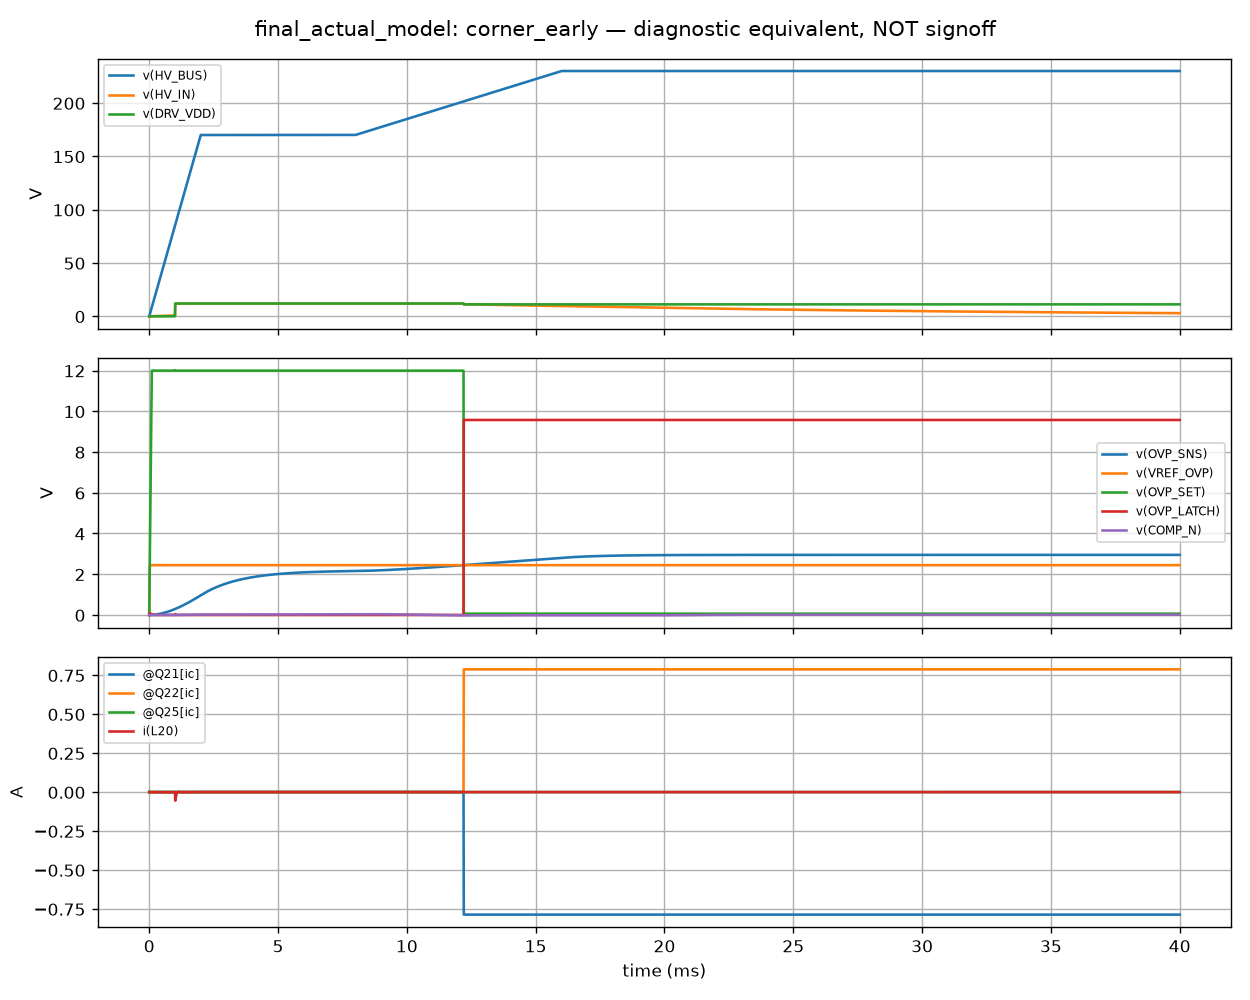 final_actual_model: corner_early — diagnostic equivalent, NOT signoff
v(HV_BUS)
v(HV_IN)
v(DRV_VDD)
200
150
100
50
0
V
12
10
8
6
4
2
0
V
v(OVP_SNS)
v(VREF_OVP)
v(OVP_SET)
v(OVP_LATCH)
v(COMP_N)
@Q21[ic]
@Q22[ic]
@Q25[ic]
i(L20)
0.75
0.50
0.25
0.00
−0.25
−0.50
−0.75
A
0 5 10 15 20 25 30 35 40
time (ms)